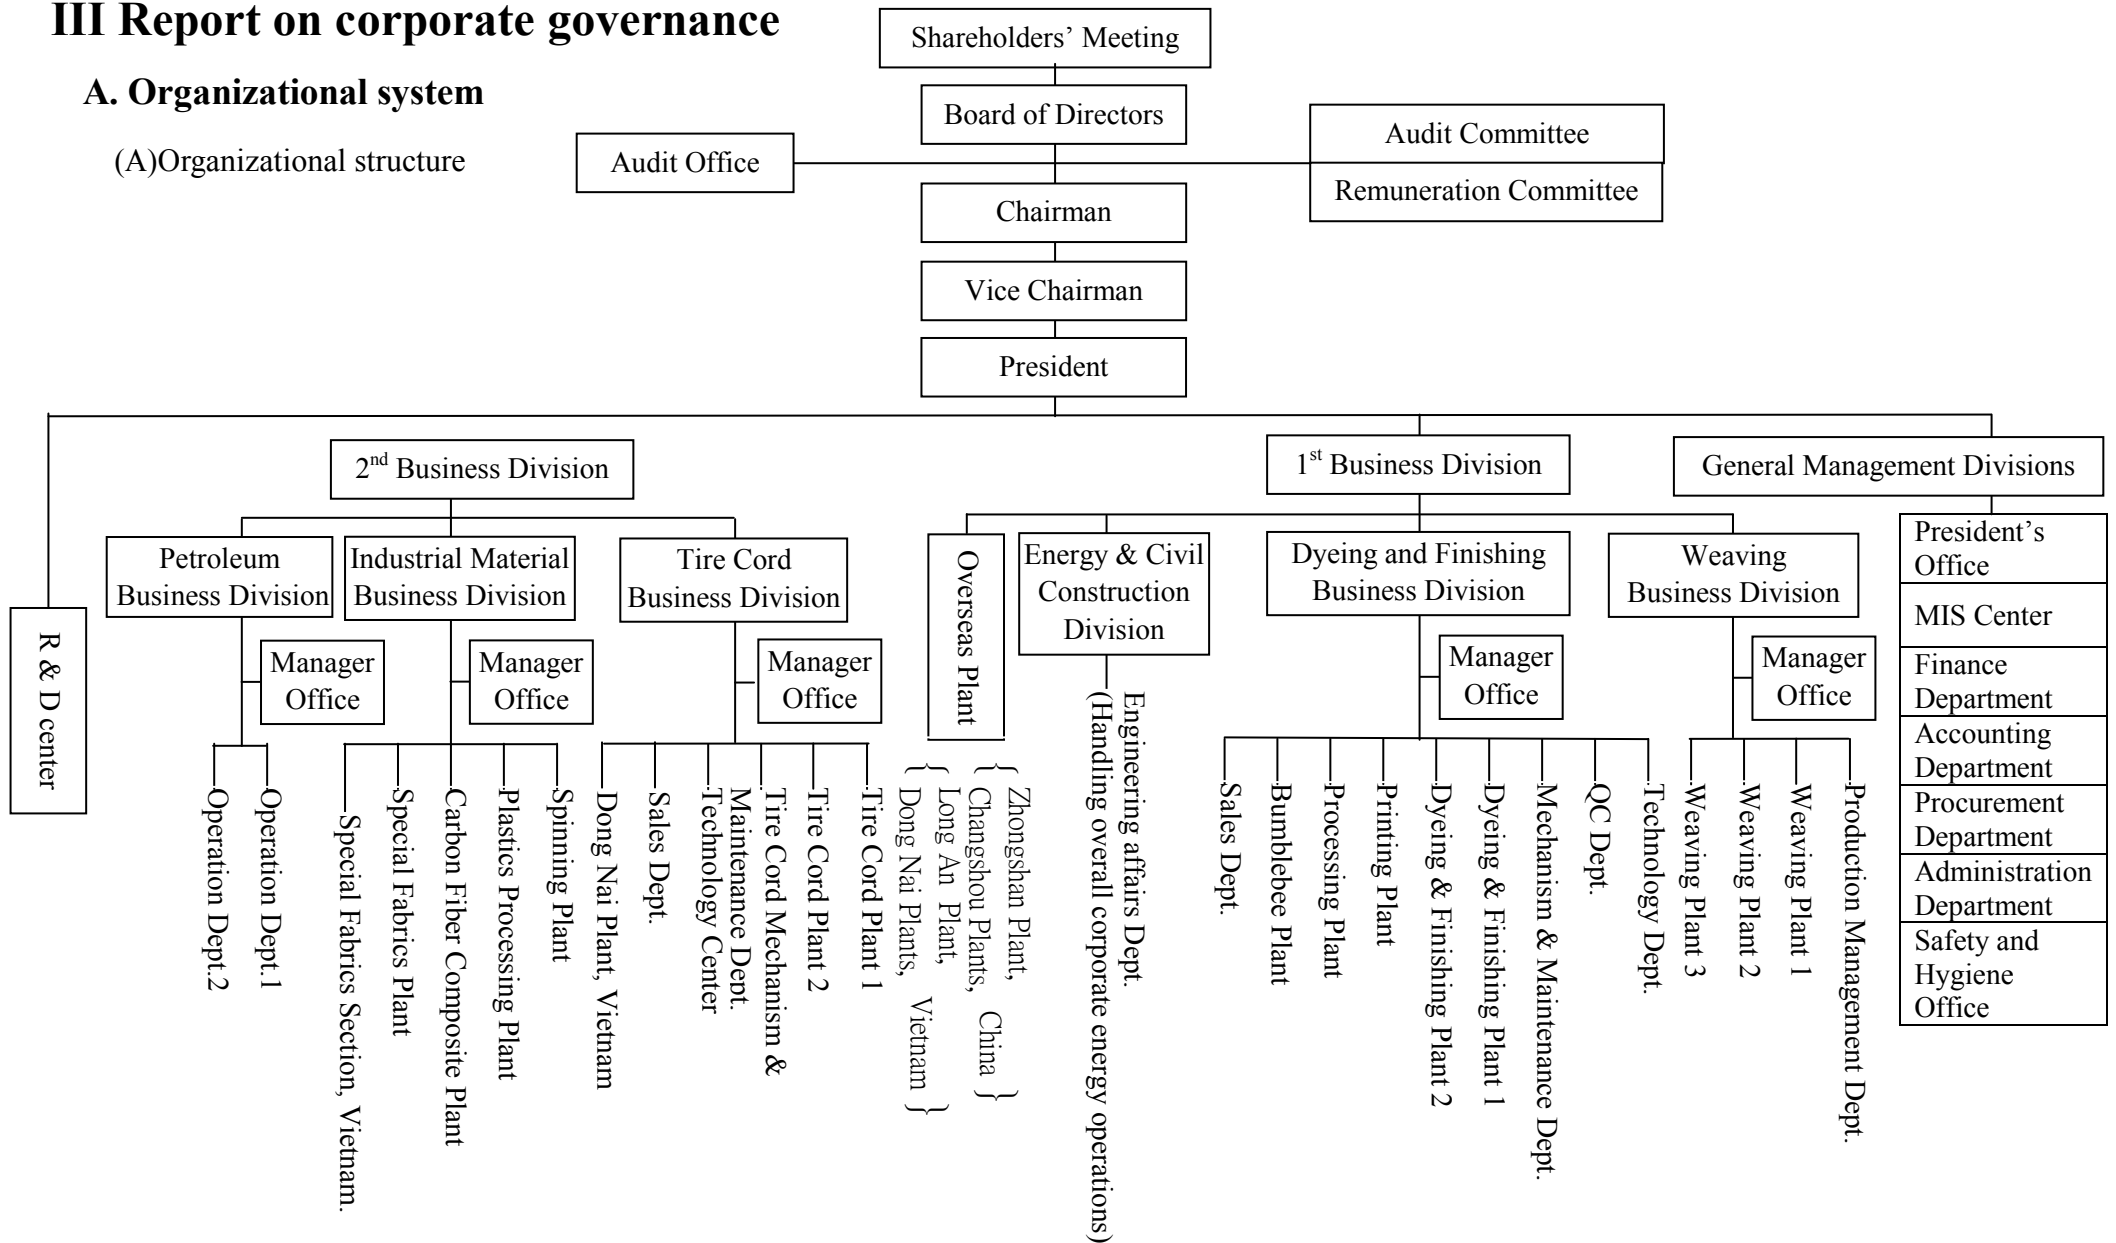 III Report on corporate governance
A. Organizational system
(A)Organizational structure
Shareholders’ Meeting
Board of Directors
Audit Office
Audit Committee
Remuneration Committee
Chairman
Vice Chairman
President
R & D center
2nd Business Division
Petroleum
Business Division
Manager
Office
Operation Dept.2
Operation Dept.1
Industrial Material
Business Division
Manager
Office
Special Fabrics Section, Vietnam.
Special Fabrics Plant
Carbon Fiber Composite Plant
Plastics Processing Plant
Spinning Plant
Tire Cord
Business Division
Manager
Office
Dong Nai Plant, Vietnam
Sales Dept.
Technology Center
Tire Cord Mechanism &
Maintenance Dept.
Tire Cord Plant 2
Tire Cord Plant 1
1st Business Division
Overseas Plant
{ Zhongshan Plant,
Changshou Plants, China }
{ Long An Plant,
Dong Nai Plants, Vietnam }
Energy & Civil
Construction
Division
Engineering affairs Dept.
(Handling overall corporate energy operations)
Dyeing and Finishing
Business Division
Manager
Office
Sales Dept.
Bumblebee Plant
Processing Plant
Printing Plant
Dyeing & Finishing Plant 2
Dyeing & Finishing Plant 1
Mechanism & Maintenance Dept.
QC Dept.
Technology Dept.
Weaving
Business Division
Manager
Office
Weaving Plant 3
Weaving Plant 2
Weaving Plant 1
Production Management Dept.
General Management Divisions
President’s
Office
MIS Center
Finance
Department
Accounting
Department
Procurement
Department
Administration
Department
Safety and
Hygiene
Office